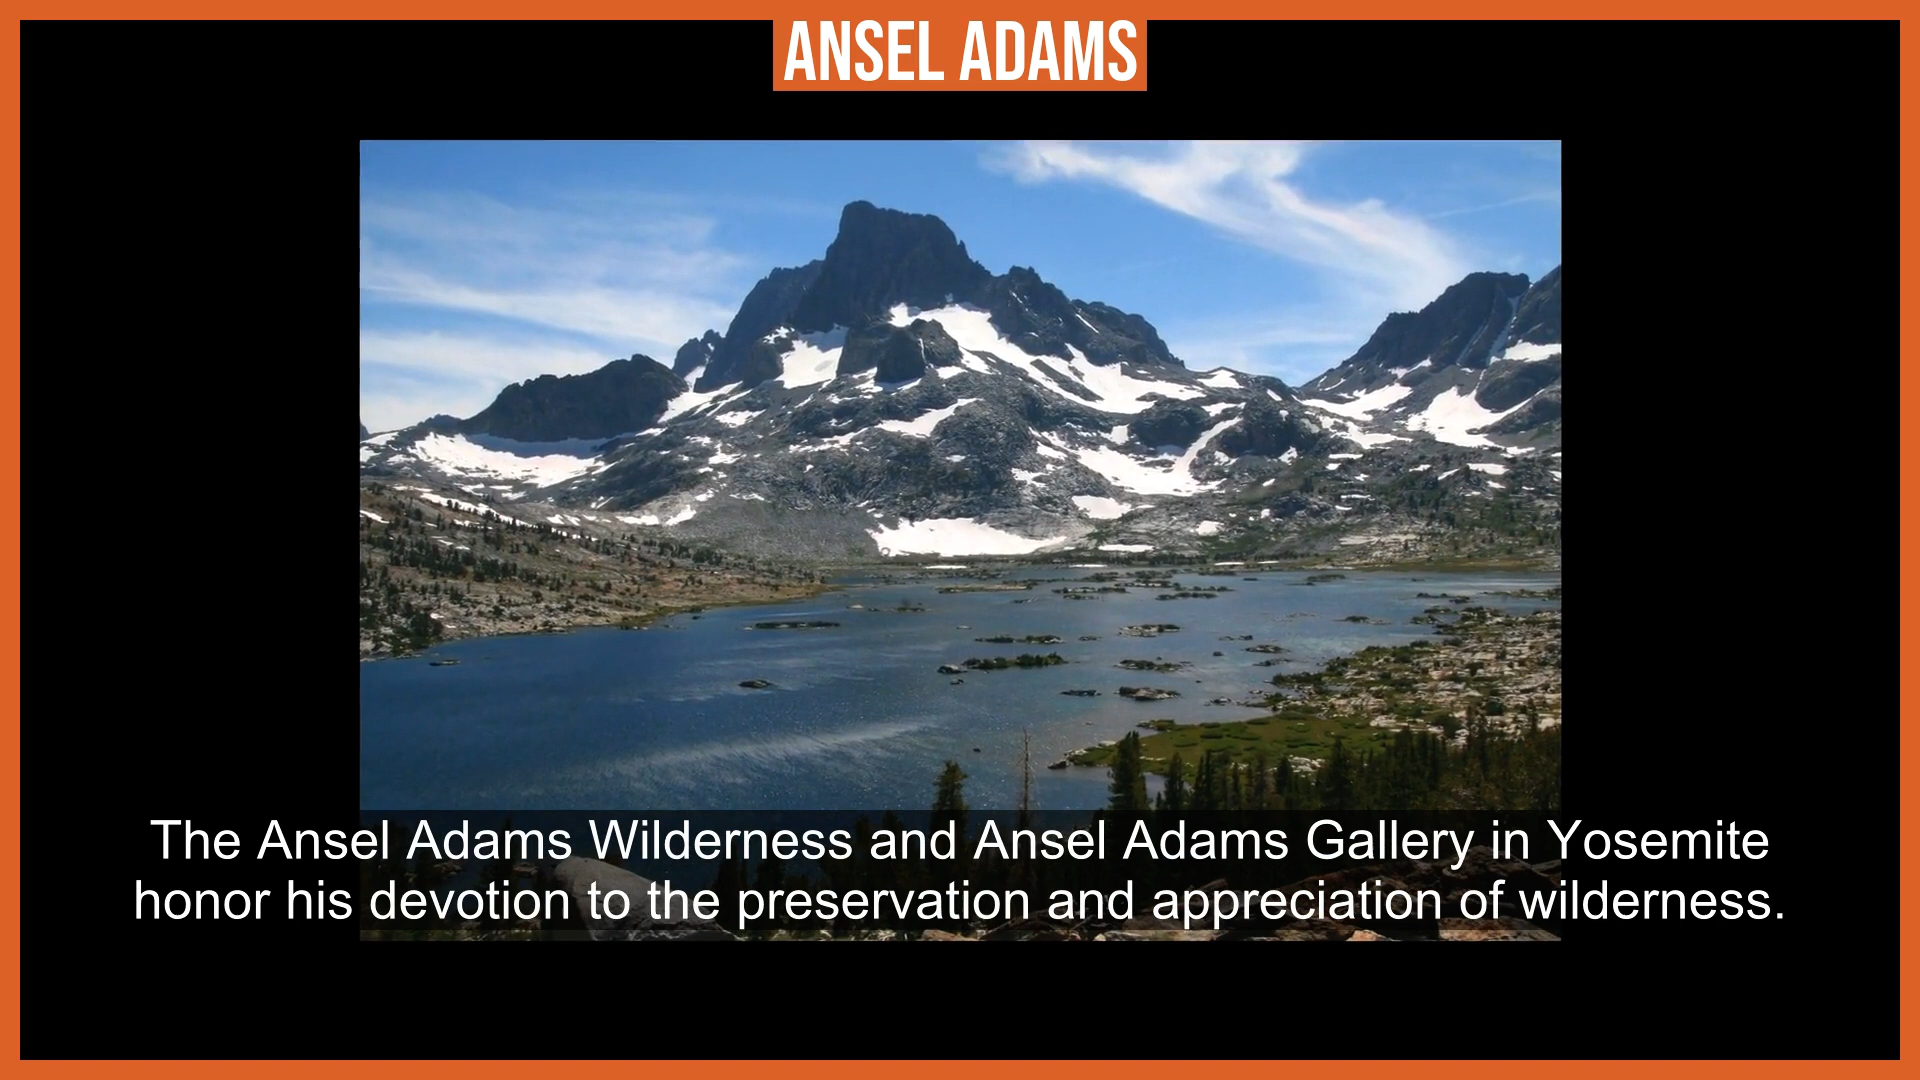 ANSEL ADAMS
The Ansel Adams Wilderness and Ansel Adams Gallery in Yosemite
honor his devotion to the preservation and appreciation of wilderness.